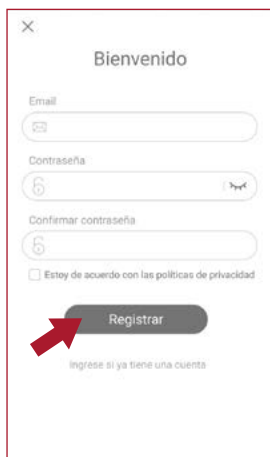 Bienvenido
Email
Contraseña
Confirmar contraseña
Estoy de acuerdo con las políticas de privacidad
Registrar
Ingrese si ya tiene una cuenta